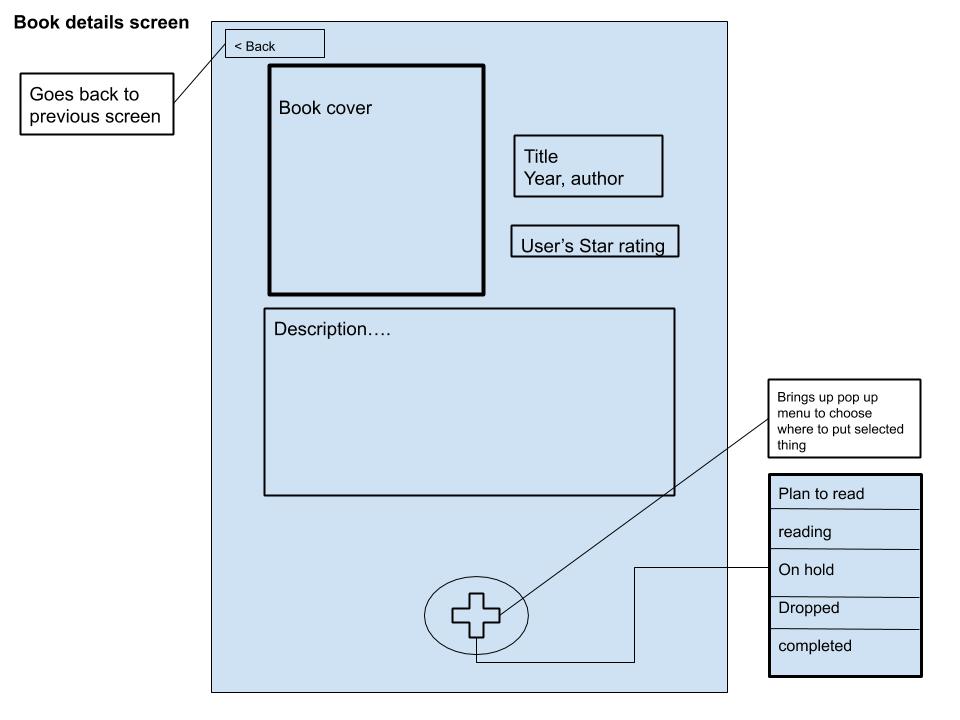 Book details screen
< Back
Goes back to
previous screen
Book cover
Title
Year, author
User’s Star rating
Description….
Brings up pop up
menu to choose
where to put selected
thing
Plan to read
reading
On hold
Dropped
completed